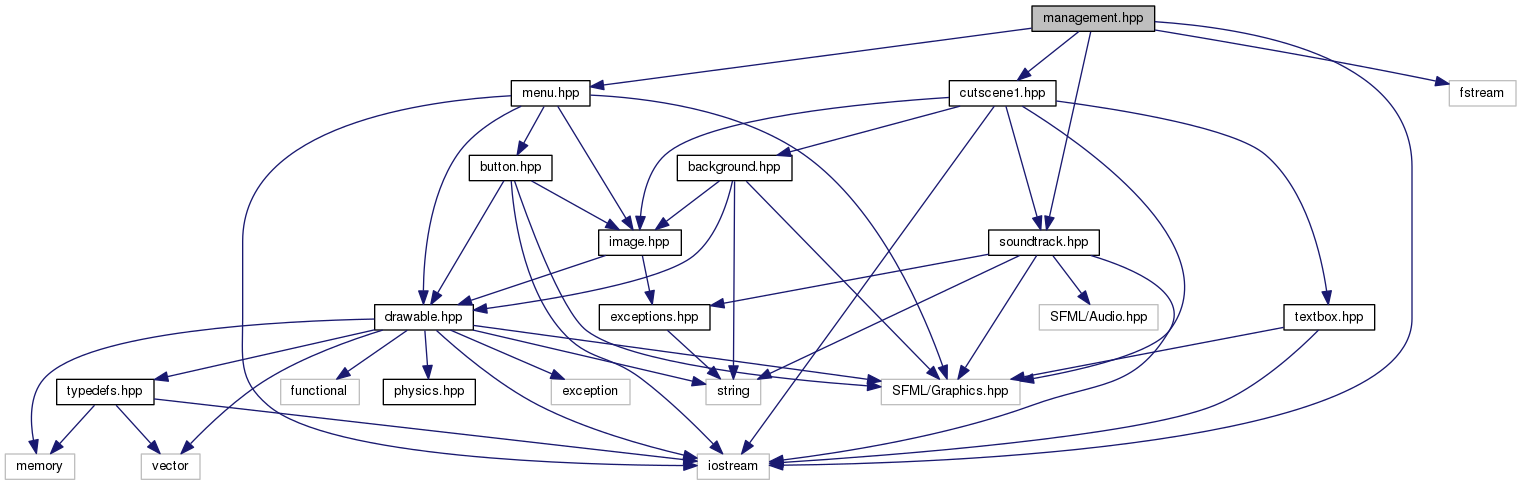 management.hpp
menu.hpp
cutscene1.hpp
fstream
button.hpp
background.hpp
image.hpp
soundtrack.hpp
drawable.hpp
exceptions.hpp
SFML/Audio.hpp
textbox.hpp
typedefs.hpp
functional
physics.hpp
exception
string
SFML/Graphics.hpp
memory
vector
iostream